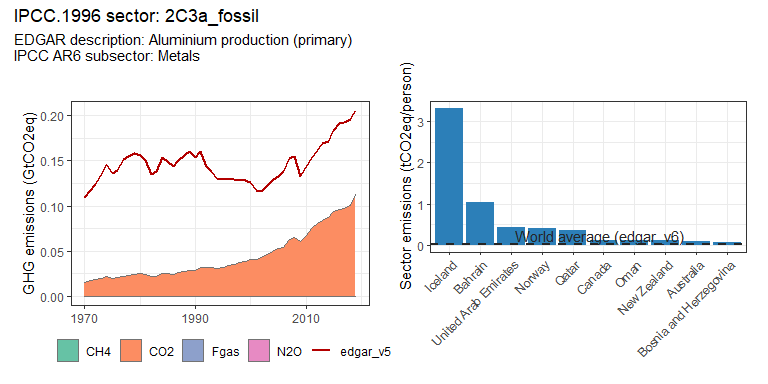 IPCC.1996 sector: 2C3a_fossil
EDGAR description: Aluminium production (primary)
IPCC AR6 subsector: Metals
GHG emissions (GtCO2eq)
0.20
0.15
0.10
0.05
0.00
1970
1990
2010
CH4
CO2
Fgas
N2O
edgar_v5
Sector emissions (tCO2eq/person)
3
2
1
0
World average (edgar_v6)
Iceland
Bahrain
United Arab Emirates
Norway
Qatar
Canada
Oman
New Zealand
Australia
Bosnia and Herzegovina